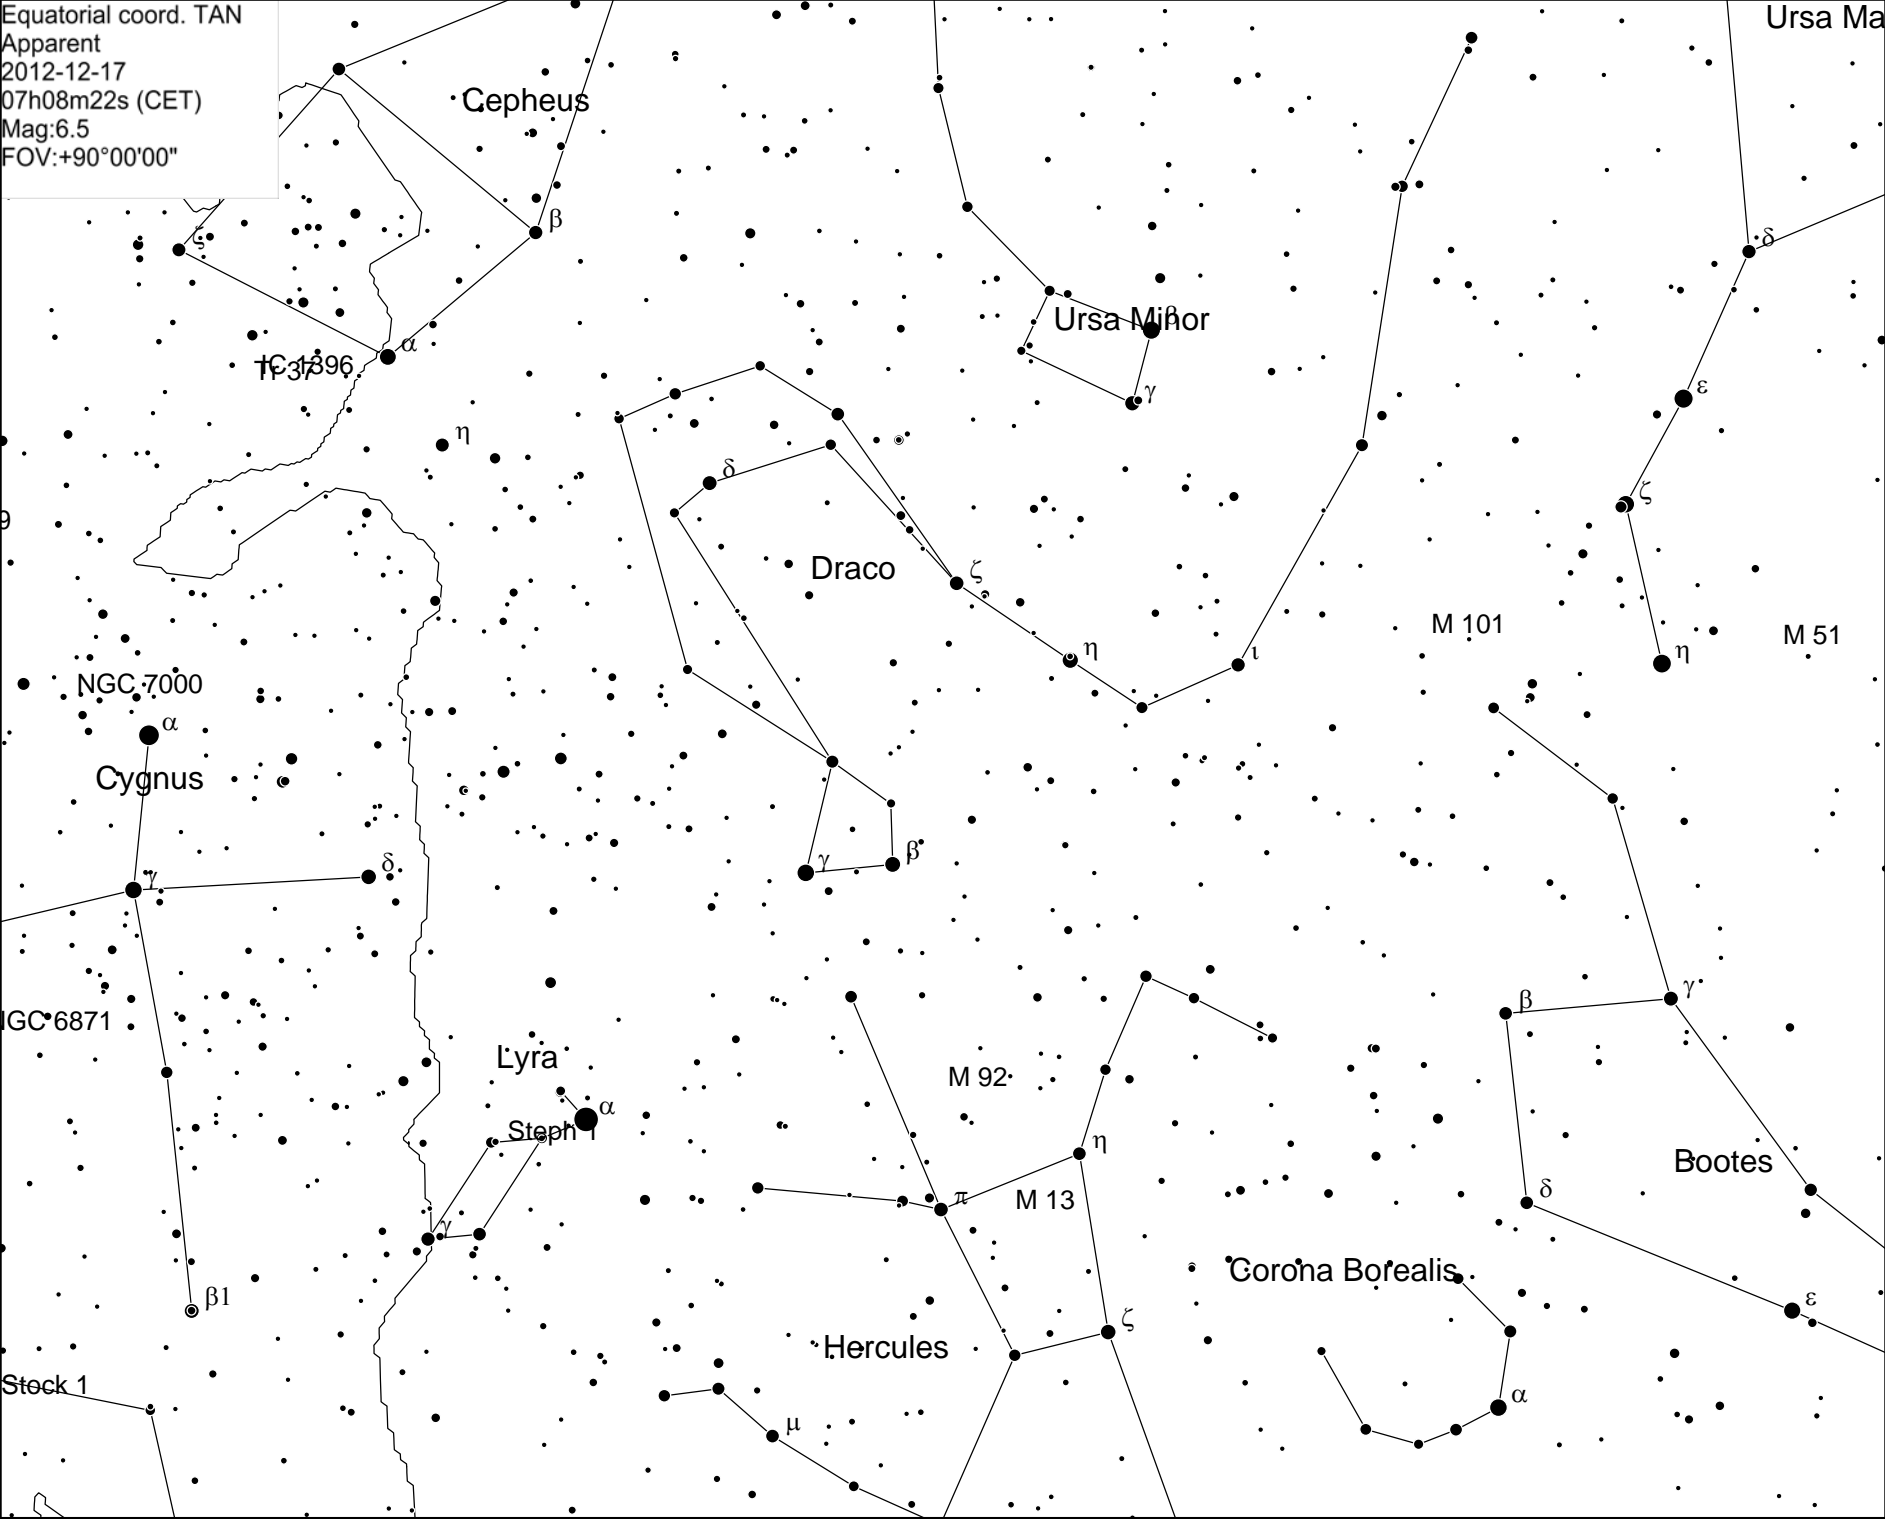 Equatorial coord. TAN
Apparent
2012-12-17
07h08m22s (CET)
Mag:6.5
FOV:+90°00'00"
Ursa Ma
Cepheus
β
ζ
δ
Ursa Minor
β
α
IC 1396
Tr 37
γ
ε
η
δ
ζ
9
Draco
ζ
M 101
M 51
η
ι
η
NGC 7000
α
Cygnus
γ
δ
γ
β
β
γ
NGC 6871
Lyra
M 92
α
Steph 1
η
Bootes
π
M 13
δ
γ
Corona Borealis
β1
ε
ζ
Hercules
Stock 1
α
μ